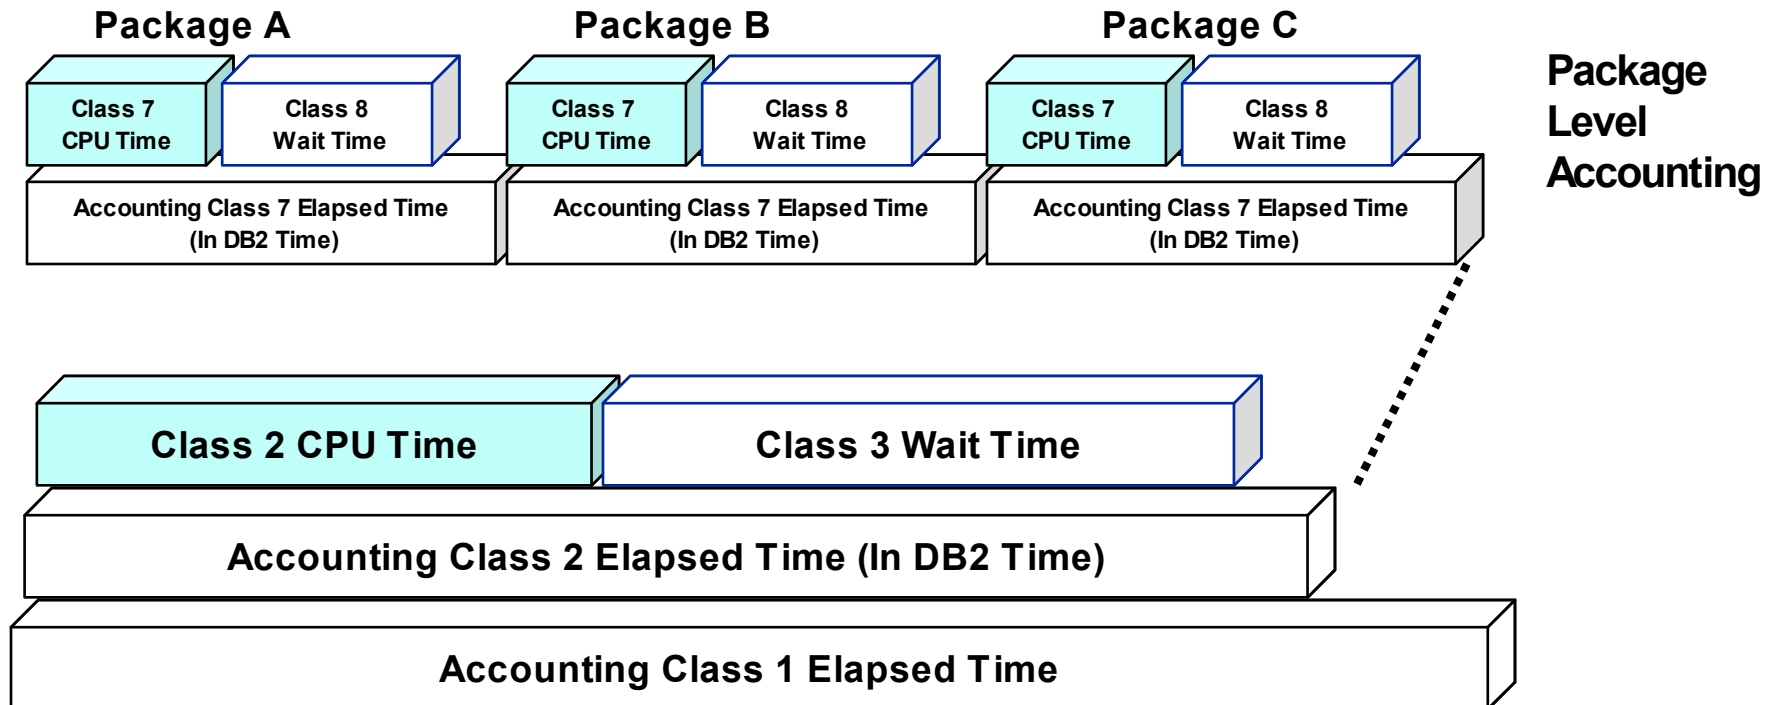 Package A
Package B
Package C
Package
Level
Accounting
Class 7
CPU Time
Class 8
Wait Time
Class 7
CPU Time
Class 8
Wait Time
Class 7
CPU Time
Class 8
Wait Time
Accounting Class 7 Elapsed Time
(In DB2 Time)
Accounting Class 7 Elapsed Time
(In DB2 Time)
Accounting Class 7 Elapsed Time
(In DB2 Time)
Class 2 CPU Time
Class 3 Wait Time
Accounting Class 2 Elapsed Time (In DB2 Time)
Accounting Class 1 Elapsed Time